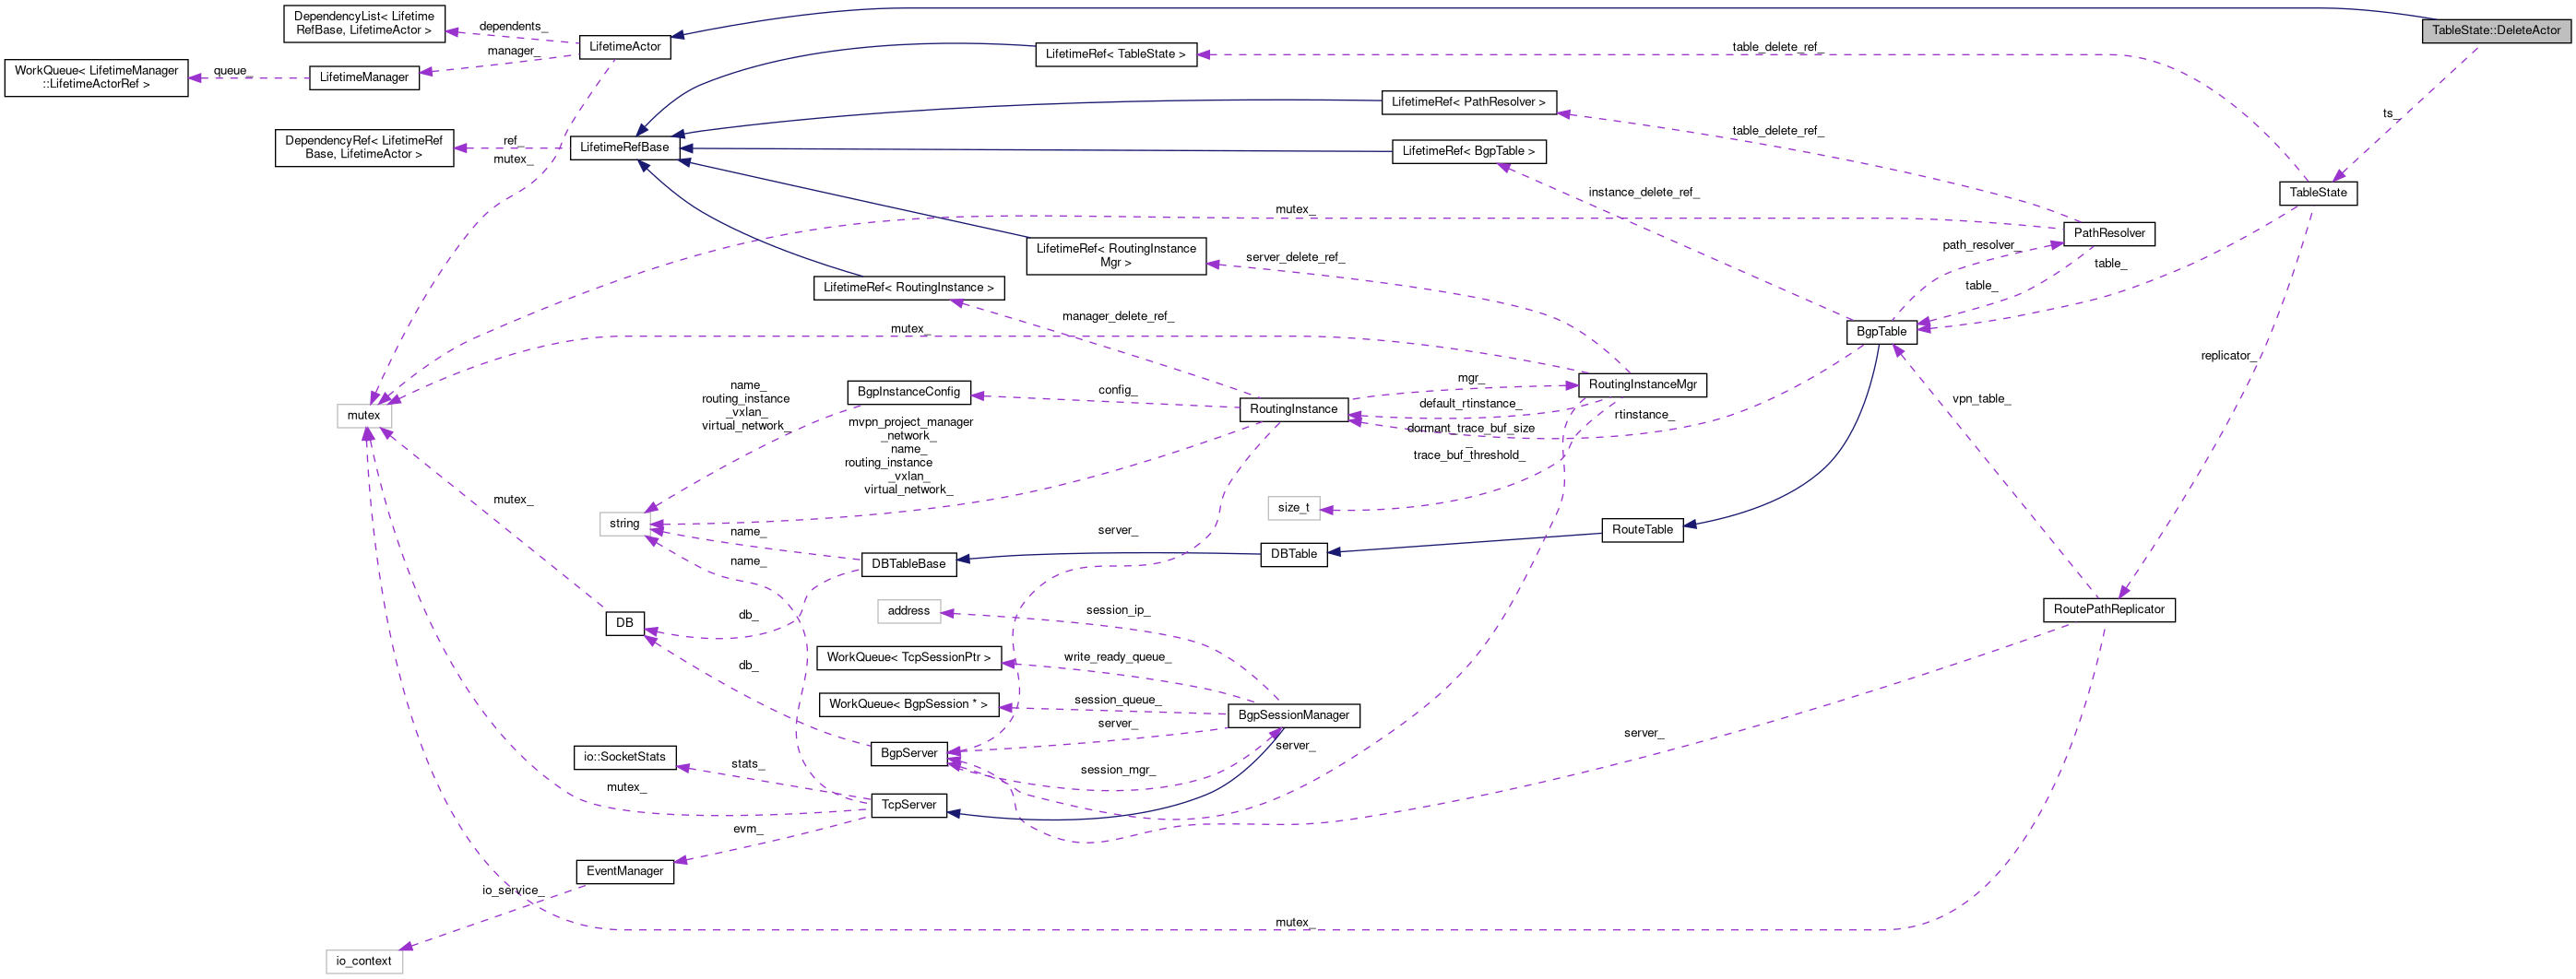 DependencyList< Lifetime
RefBase, LifetimeActor >
dependents_
TableState::DeleteActor
LifetimeActor
manager_
LifetimeRef< TableState >
table_delete_ref_
WorkQueue< LifetimeManager
::LifetimeActorRef >
queue_
LifetimeManager
LifetimeRef< PathResolver >
ts_
table_delete_ref_
DependencyRef< LifetimeRef
Base, LifetimeActor >
ref_
mutex_
LifetimeRefBase
LifetimeRef< BgpTable >
instance_delete_ref_
TableState
mutex_
PathResolver
LifetimeRef< RoutingInstance
Mgr >
server_delete_ref_
path_resolver_
table_
table_
LifetimeRef< RoutingInstance >
manager_delete_ref_
mutex_
BgpTable
replicator_
name_
routing_instance
_vxlan_
virtual_network_
BgpInstanceConfig
config_
mgr_
RoutingInstanceMgr
vpn_table_
mutex
RoutingInstance
default_rtinstance_
rtinstance_
mvpn_project_manager
_network_
name_
routing_instance
_vxlan_
virtual_network_
dormant_trace_buf_size
_
trace_buf_threshold_
mutex_
size_t
string
name_
server_
RouteTable
name_
DBTableBase
DBTable
address
session_ip_
RoutePathReplicator
DB
db_
WorkQueue< TcpSessionPtr >
write_ready_queue_
db_
WorkQueue< BgpSession * >
session_queue_
BgpSessionManager
server_
BgpServer
server_
server_
io::SocketStats
stats_
session_mgr_
mutex_
TcpServer
evm_
EventManager
io_service_
mutex_
io_context